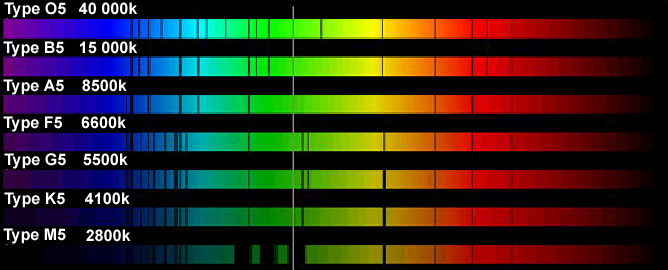 Type O5 40 000k
Type B5 15 000k
Type A5 8500k
Type F5 6600k
Type G5 5500k
Type K5 4100k
Type M5 2800k